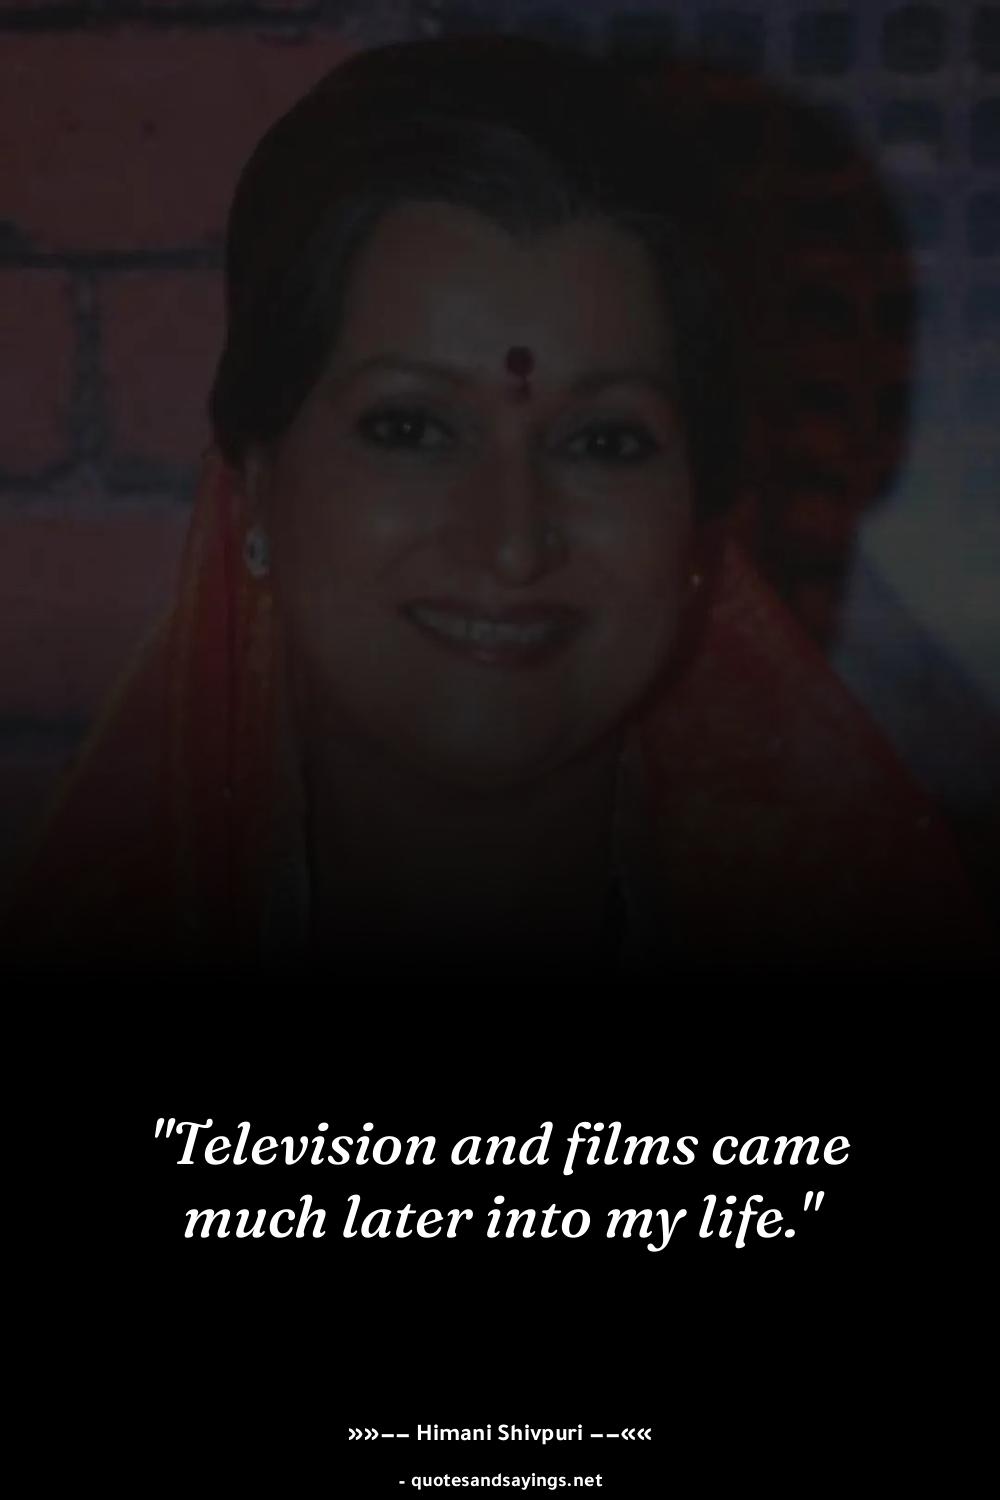 "Television and films came
much later into my life."
»»−− Himani Shivpuri −−««
- quotesandsayings.net